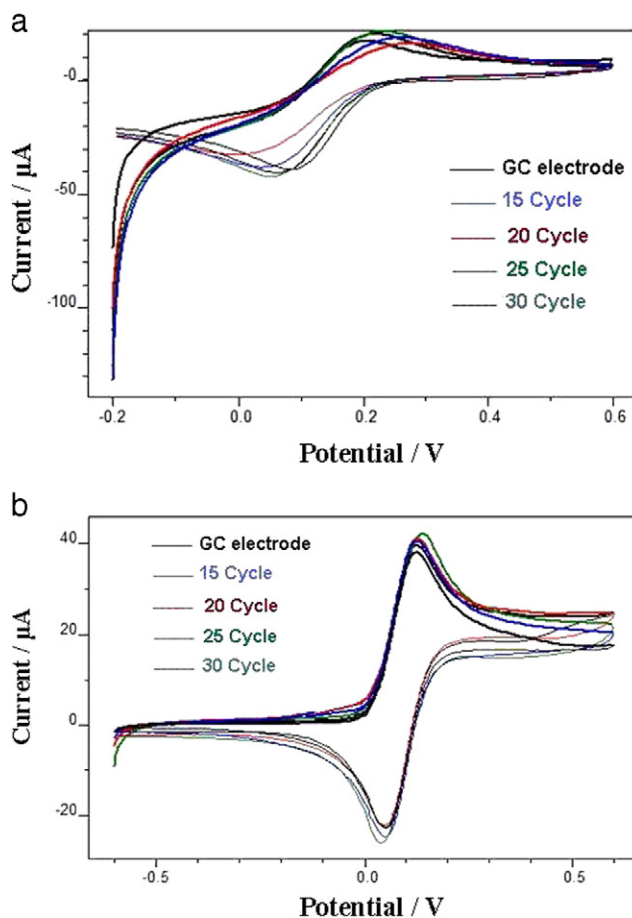 a
Current / μA
-0
-50
-100
GC electrode
15 Cycle
20 Cycle
25 Cycle
30 Cycle
-0.2
0.0
0.2
0.4
0.6
Potential / V
b
Current / μA
40
20
0
-20
GC electrode
15 Cycle
20 Cycle
25 Cycle
30 Cycle
-0.5
0.0
0.5
Potential / V